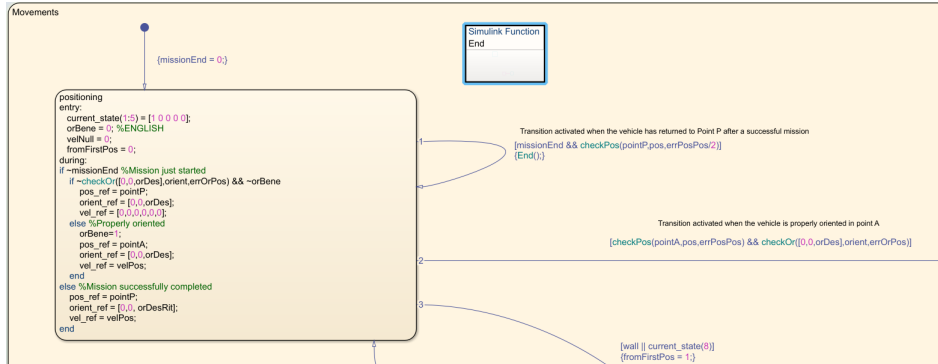 Movements
Simulink Function
End
{missionEnd = 0;}
positioning
entry:
current_state(1:5) = [1 0 0 0 0];
orBene = 0; %ENGLISH
velNull = 0;
fromFirstPos = 0;
during:
if ~missionEnd %Mission just started
if ~checkOr([0,0,orDes],orient,errOrPos) && ~orBene
pos_ref = pointP;
orient_ref = [0,0,orDes];
vel_ref = [0,0,0,0,0,0];
else %Properly oriented
orBene=1;
pos_ref = pointA;
orient_ref = [0,0,orDes];
vel_ref = velPos;
end
else %Mission successfully completed
pos_ref = pointP;
orient_ref = [0,0, orDesRit];
vel_ref = velPos;
end
1
Transition activated when the vehicle has returned to Point P after a successful mission
[missionEnd && checkPos(pointP,pos,errPosPos/2)]
{End();}
Transition activated when the vehicle is properly oriented in point A
[checkPos(pointA,pos,errPosPos) && checkOr([0,0,orDes],orient,errOrPos)]
2
3
[wall || current_state(8)]
{fromFirstPos = 1;}